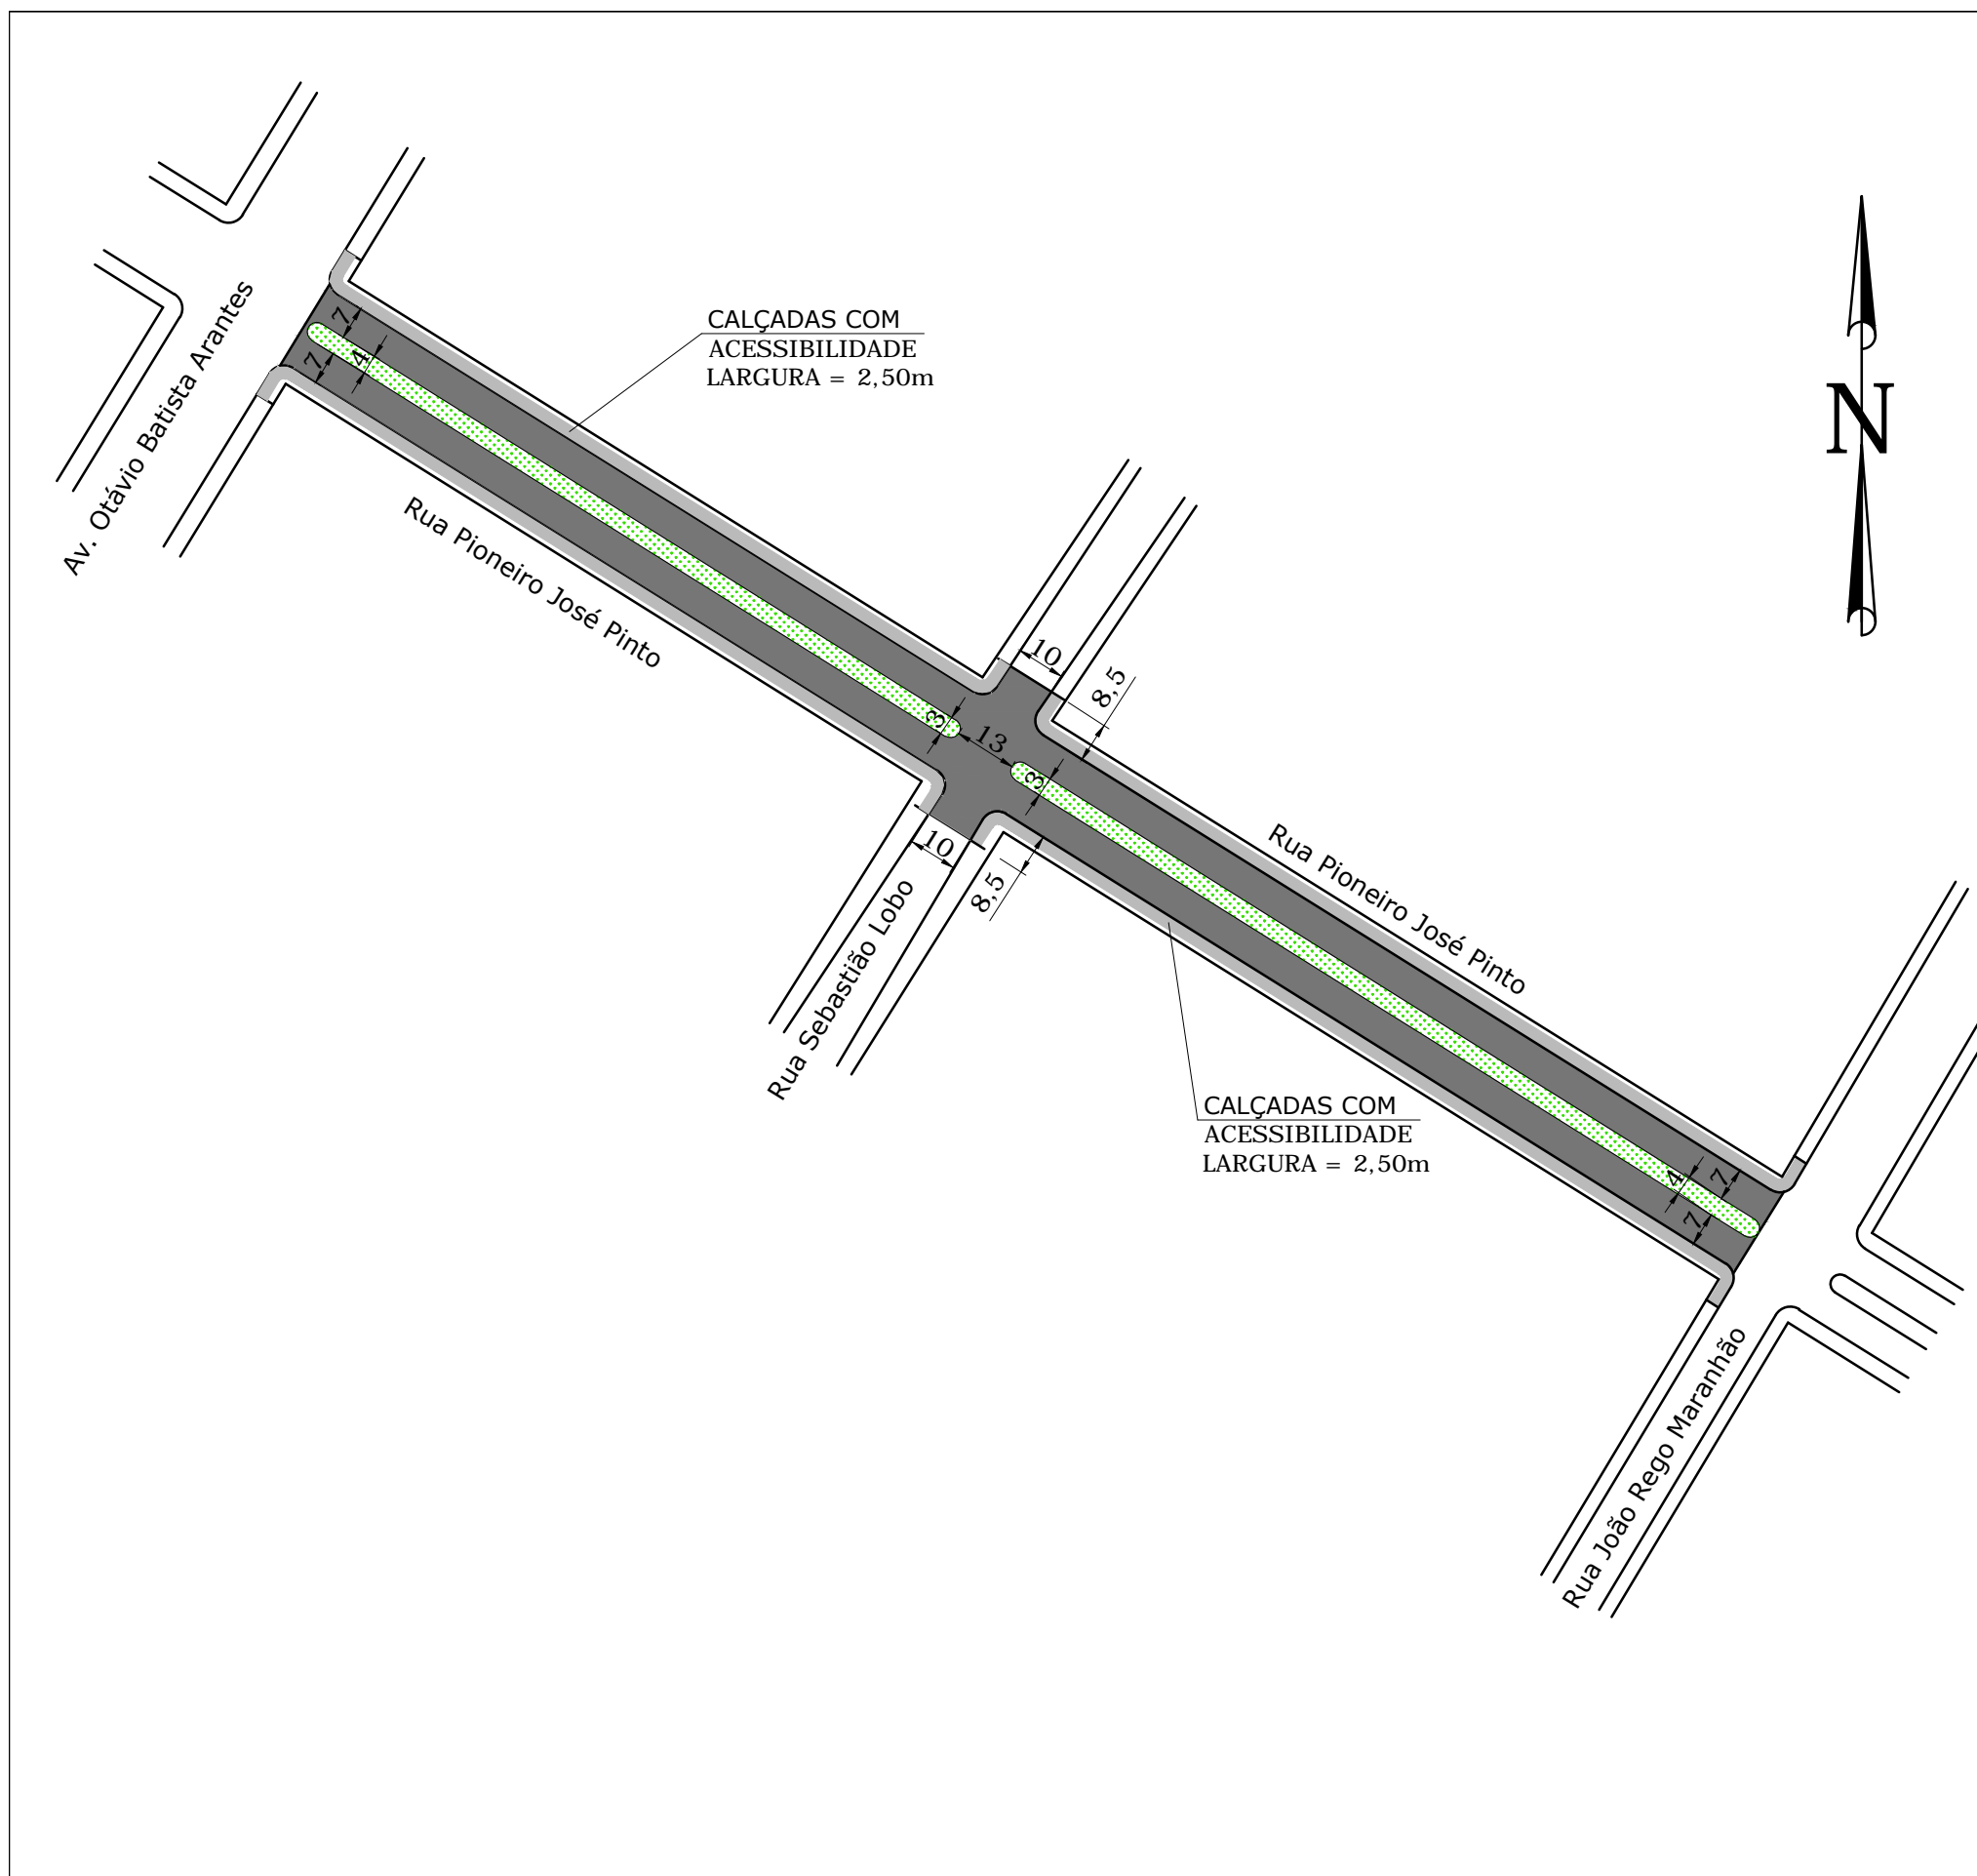 CALÇADAS COM
ACESSIBILIDADE
LARGURA = 2,50m
Av. Otávio Batista Arantes
7
7
4
Rua Pioneiro José Pinto
N
10
8,5
3
13
3
10
8,5
Rua Sebastião Lobo
Rua Pioneiro José Pinto
CALÇADAS COM
ACESSIBILIDADE
LARGURA = 2,50m
4
7
7
Rua João Rego Maranhão